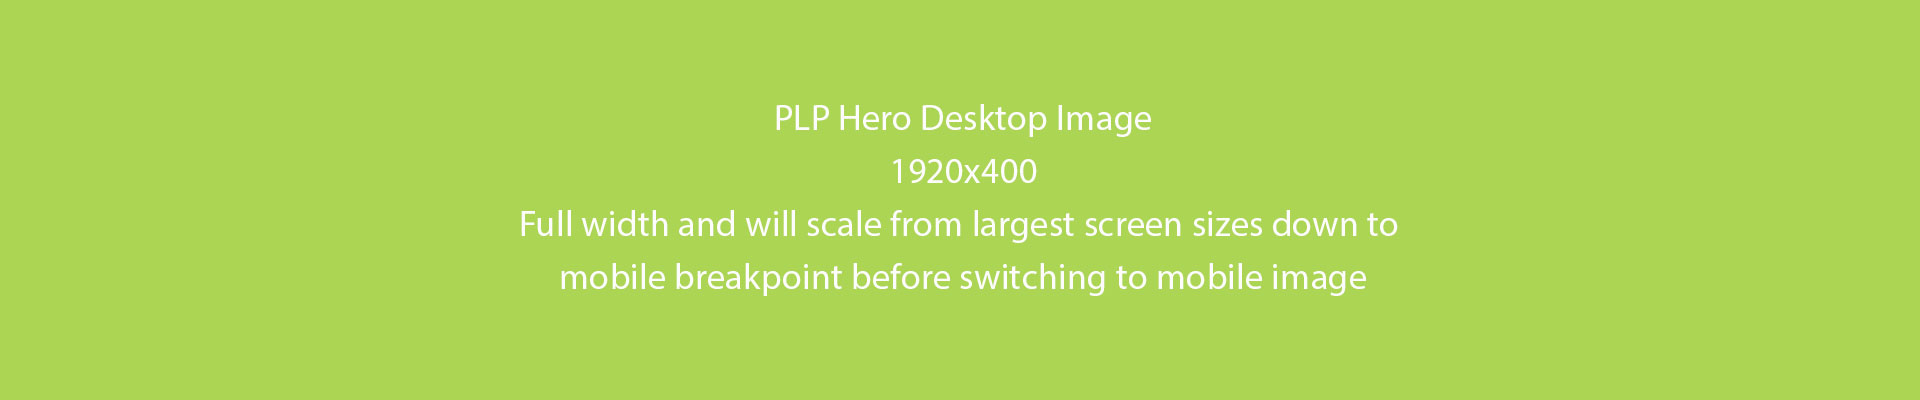 PLP Hero Desktop Image
1920x400
Full width and will scale from largest screen sizes down to
mobile breakpoint before switching to mobile image